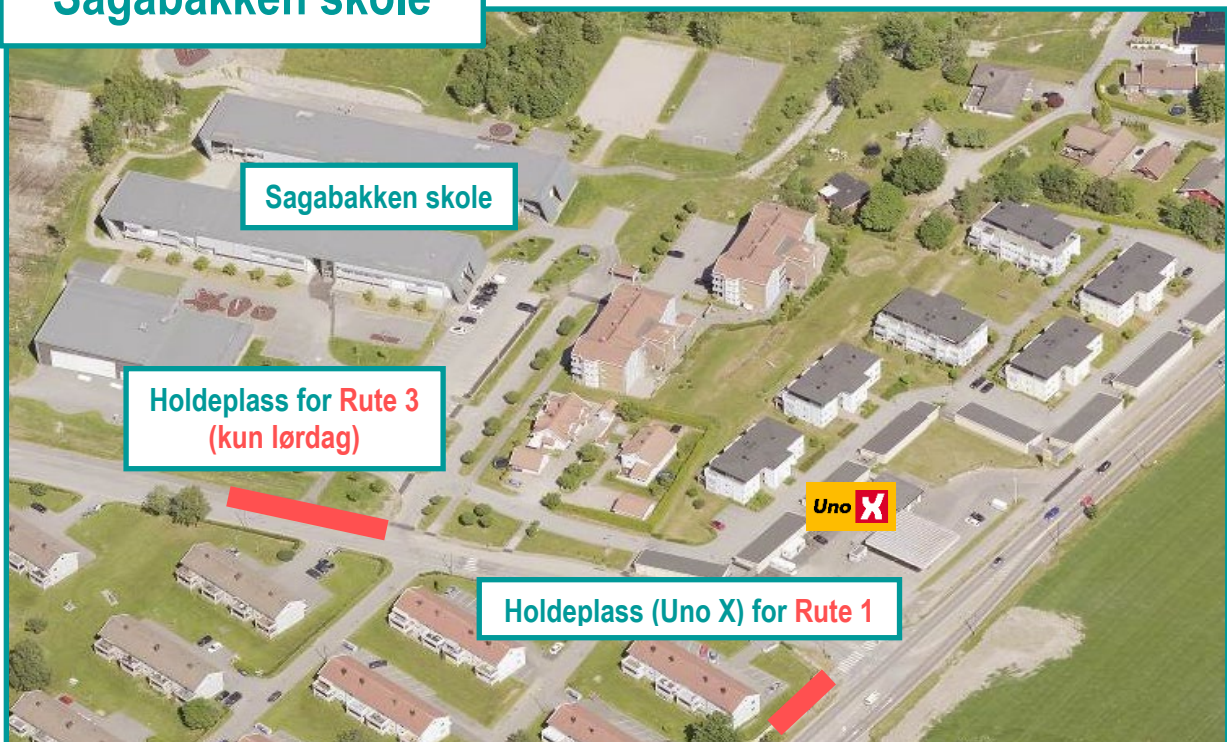 Sagabakken skole
Sagabakken skole
Holdeplass for Rute 3
(kun lørdag)
Uno X
Holdeplass (Uno X) for Rute 1